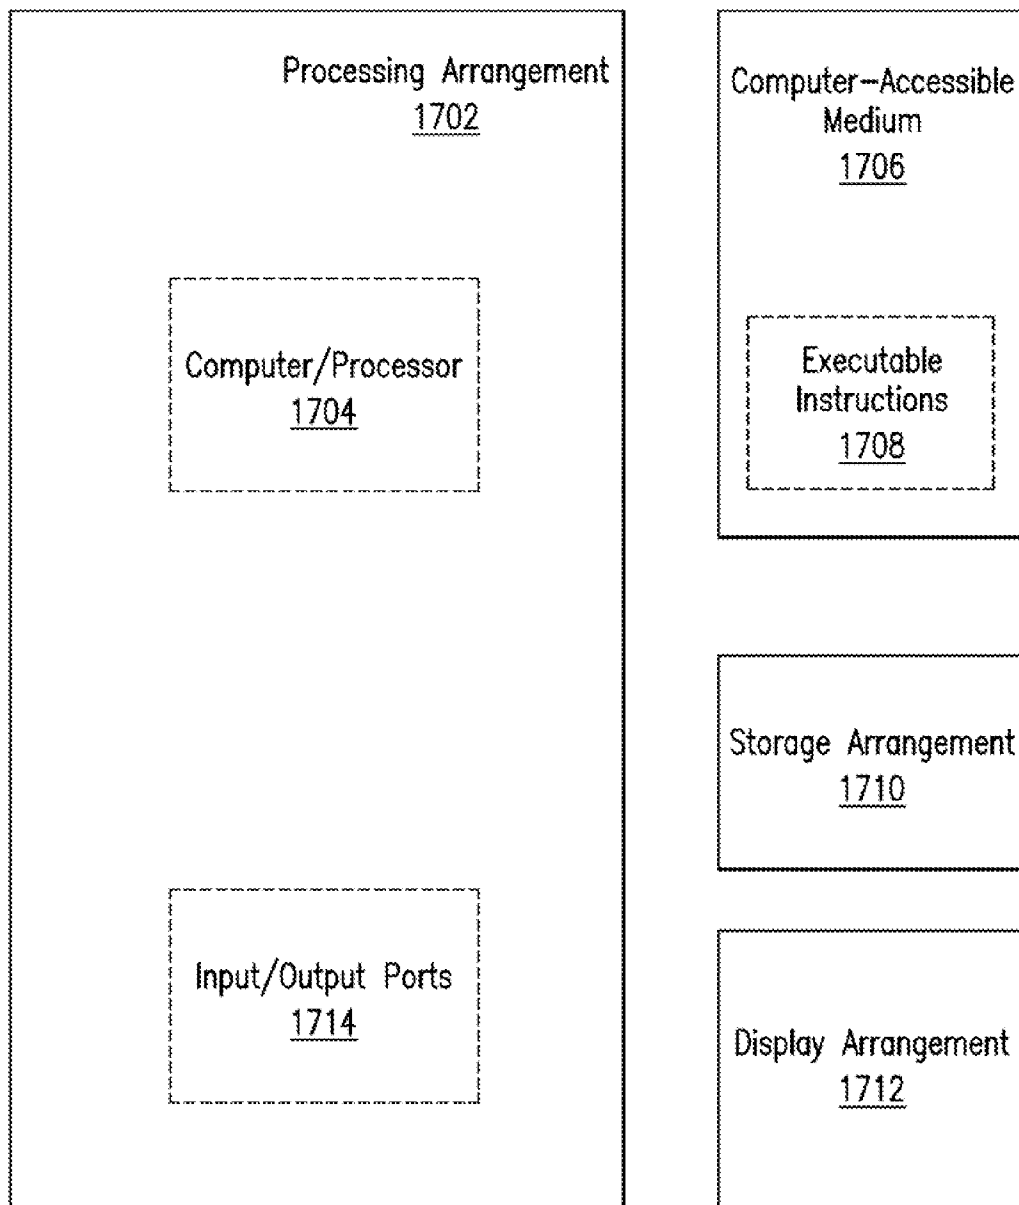 Processing Arrangement
1702
Computer/Processor
1704
Input/Output Ports
1714
Computer-Accessible
Medium
1706
Executable
Instructions
1708
Storage Arrangement
1710
Display Arrangement
1712